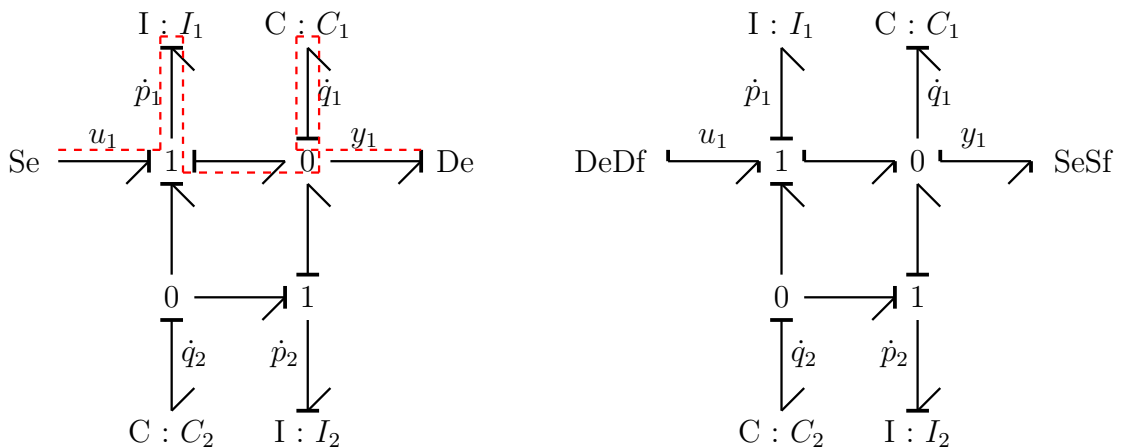 I : I₁ C : C₁ I : I₁ C : C₁
ṗ₁ q̇₁ ṗ₁ q̇₁
Se u₁ 1 0 y₁ De DeDf u₁ 1 0 y₁ SeSf
0 1 0 1
q̇₂ ṗ₂ q̇₂ ṗ₂
C : C₂ I : I₂ C : C₂ I : I₂